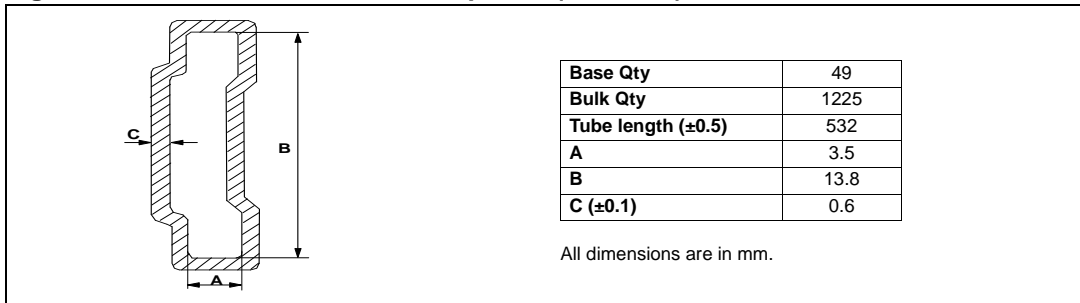 C
B
A
Base Qty 49
Bulk Qty 1225
Tube length (±0.5) 532
A 3.5
B 13.8
C (±0.1) 0.6
All dimensions are in mm.